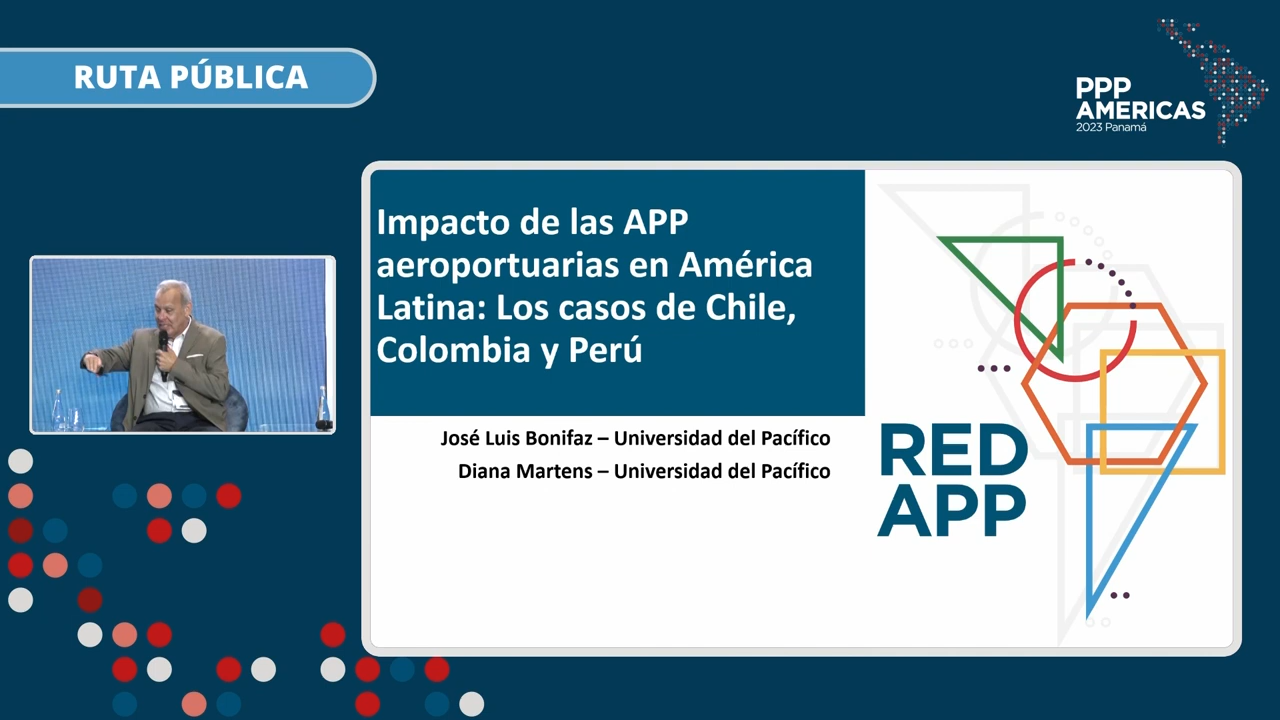 RUTA PÚBLICA
PPP
AMERICAS
2023 Panamá
Impacto de las APP
aeroportuarias en América
Latina: Los casos de Chile,
Colombia y Perú
José Luis Bonifaz – Universidad del Pacífico
Diana Martens – Universidad del Pacífico
RED
APP